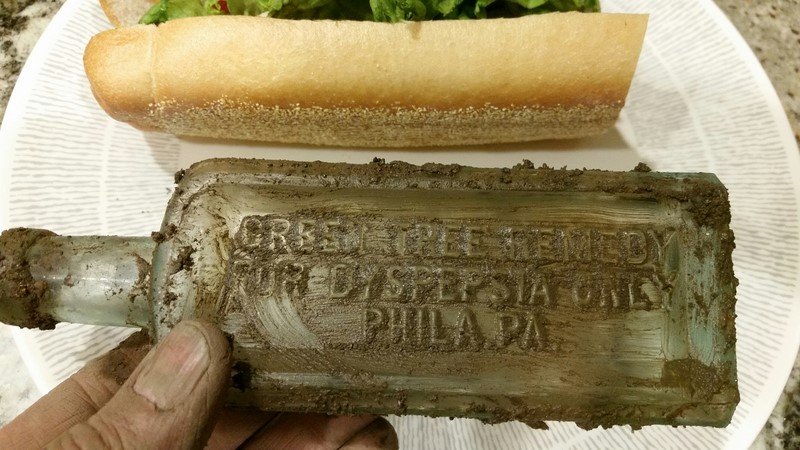 GREEN TREE REMEDY
FOR DYSPEPSIA ONLY
PHILA.PA.